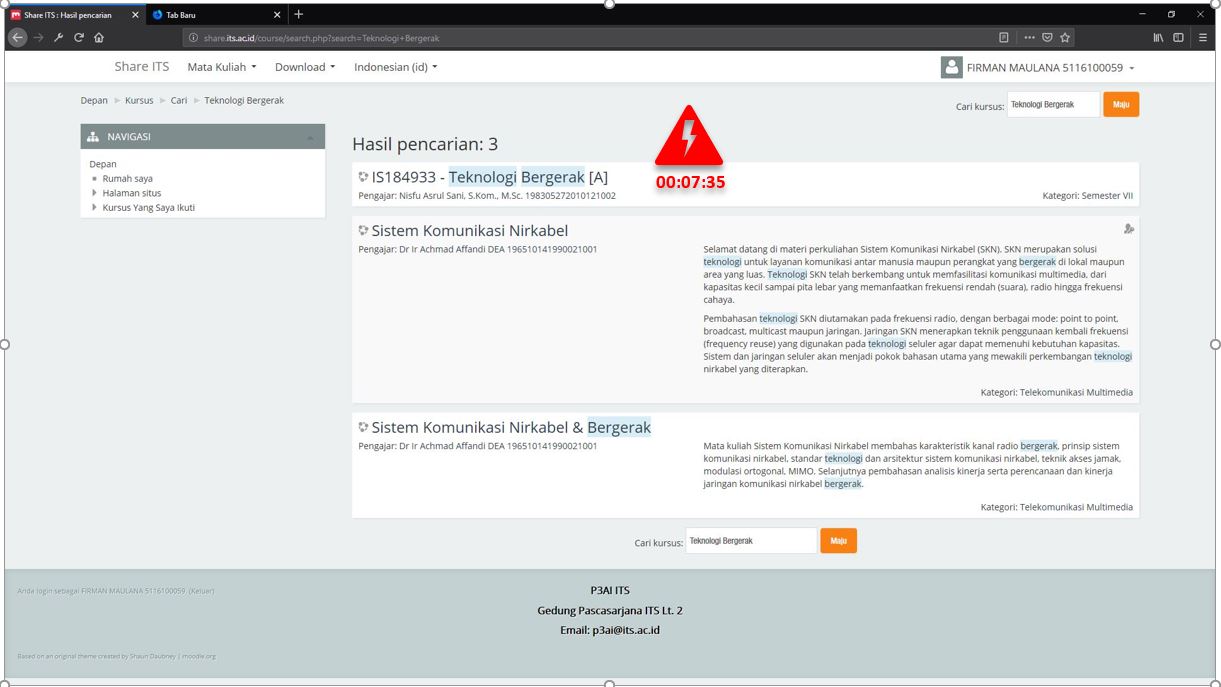 Share ITS : Hasil pencarian
Tab Baru
share.its.ac.id/course/search.php?search=Teknologi+Bergerak
Share ITS Mata Kuliah Download Indonesian (id) FIRMAN MAULANA 5116100059
Depan Kursus Cari Teknologi Bergerak
Cari kursus: Teknologi Bergerak Maju
NAVIGASI
Depan
Rumah saya
Halaman situs
Kursus Yang Saya Ikuti
Hasil pencarian: 3
00:07:35
IS184933 - Teknologi Bergerak [A]
Pengajar: Nisfu Asrul Sani, S.Kom., M.Sc. 198305272010121002
Kategori: Semester VII
Sistem Komunikasi Nirkabel
Pengajar: Dr Ir Achmad Affandi DEA 196510141990021001
Selamat datang di materi perkuliahan Sistem Komunikasi Nirkabel (SKN). SKN merupakan solusi
teknologi untuk layanan komunikasi antar manusia maupun perangkat yang bergerak di lokal maupun
area yang luas. Teknologi SKN telah berkembang untuk memfasilitasi komunikasi multimedia, dari
kapasitas kecil sampai pita lebar yang memanfaatkan frekuensi rendah (suara), radio hingga frekuensi
cahaya.
Pembahasan teknologi SKN diutamakan pada frekuensi radio, dengan berbagai mode: point to point,
broadcast, multicast maupun jaringan. Jaringan SKN menerapkan teknik penggunaan kembali frekuensi
(frequency reuse) yang digunakan pada teknologi seluler agar dapat memenuhi kebutuhan kapasitas.
Sistem dan jaringan seluler akan menjadi pokok bahasan utama yang mewakili perkembangan teknologi
nirkabel yang diterapkan.
Kategori: Telekomunikasi Multimedia
Sistem Komunikasi Nirkabel & Bergerak
Pengajar: Dr Ir Achmad Affandi DEA 196510141990021001
Mata kuliah Sistem Komunikasi Nirkabel membahas karakteristik kanal radio bergerak, prinsip sistem
komunikasi nirkabel, standar teknologi dan arsitektur sistem komunikasi nirkabel, teknik akses jamak,
modulasi ortogonal, MIMO. Selanjutnya pembahasan analisis kinerja serta perencanaan dan kinerja
jaringan komunikasi nirkabel bergerak.
Kategori: Telekomunikasi Multimedia
Cari kursus: Teknologi Bergerak Maju
Anda login sebagai FIRMAN MAULANA 5116100059. (Keluar)
P3AI ITS
Gedung Pascasarjana ITS Lt. 2
Email: p3ai@its.ac.id
Based on an original theme created by Shaun Daubney | moodle.org